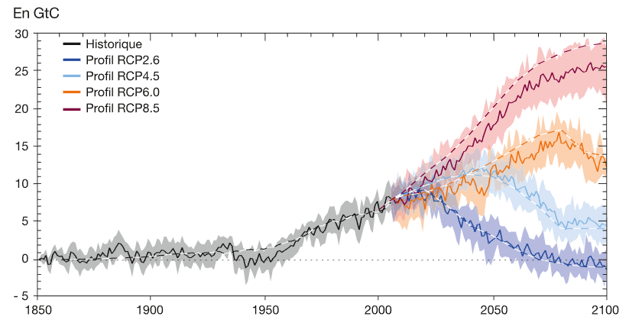 En GtC
30
25
20
15
10
5
0
- 5
Historique
Profil RCP2.6
Profil RCP4.5
Profil RCP6.0
Profil RCP8.5
1850 1900 1950 2000 2050 2100